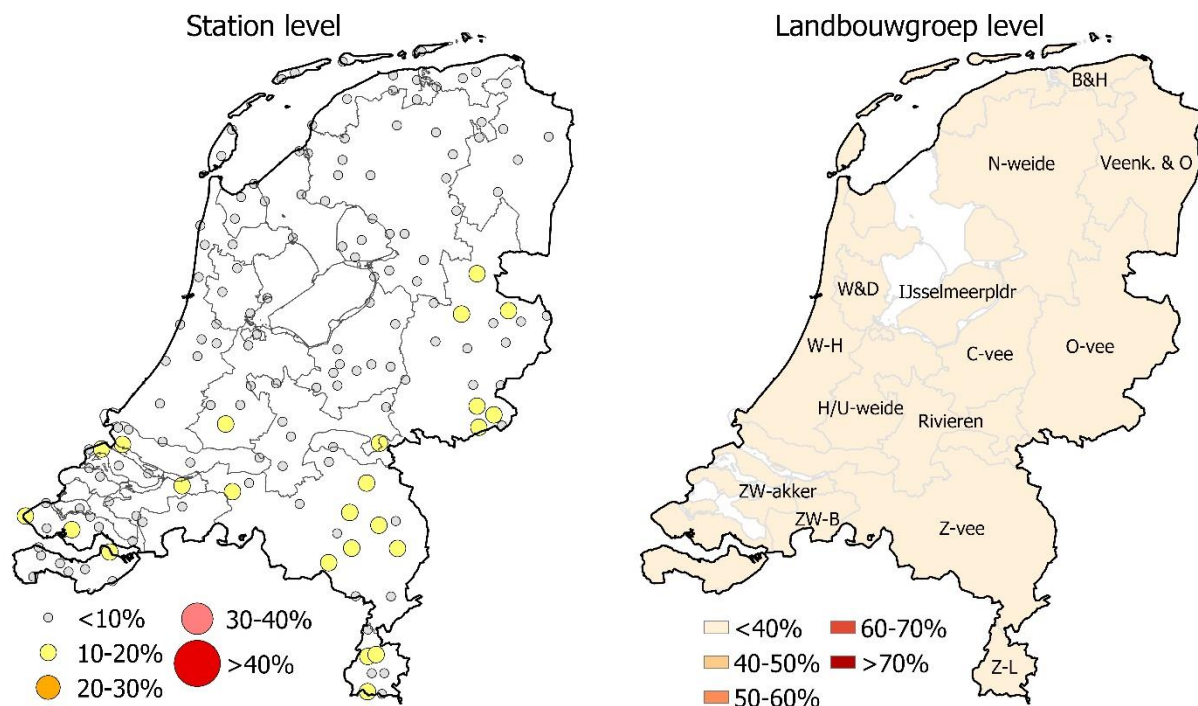 Station level
<10%
10-20%
20-30%
30-40%
>40%
Landbouwgroep level
B&H
N-weide
Veenk. & O
W&D
IJsselmeerpldr
W-H
C-vee
O-vee
H/U-weide
Rivieren
ZW-akker
ZW-B
Z-vee
Z-L
<40%
40-50%
50-60%
60-70%
>70%